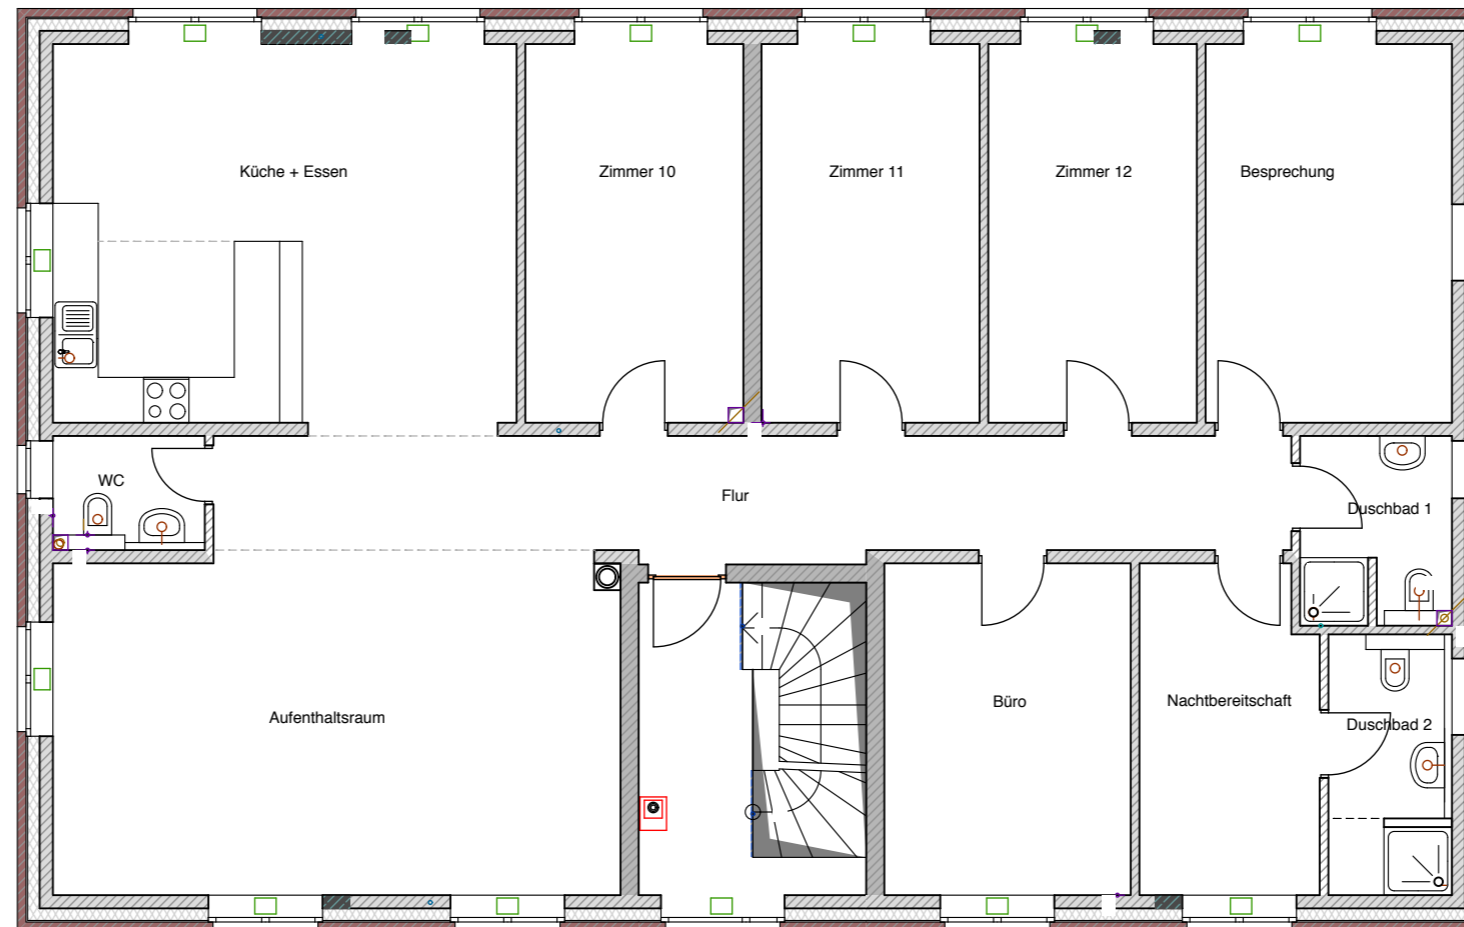 Küche + Essen
Zimmer 10
Zimmer 11
Zimmer 12
Besprechung
WC
Flur
Duschbad 1
Aufenthaltsraum
Büro
Nachtbereitschaft
Duschbad 2